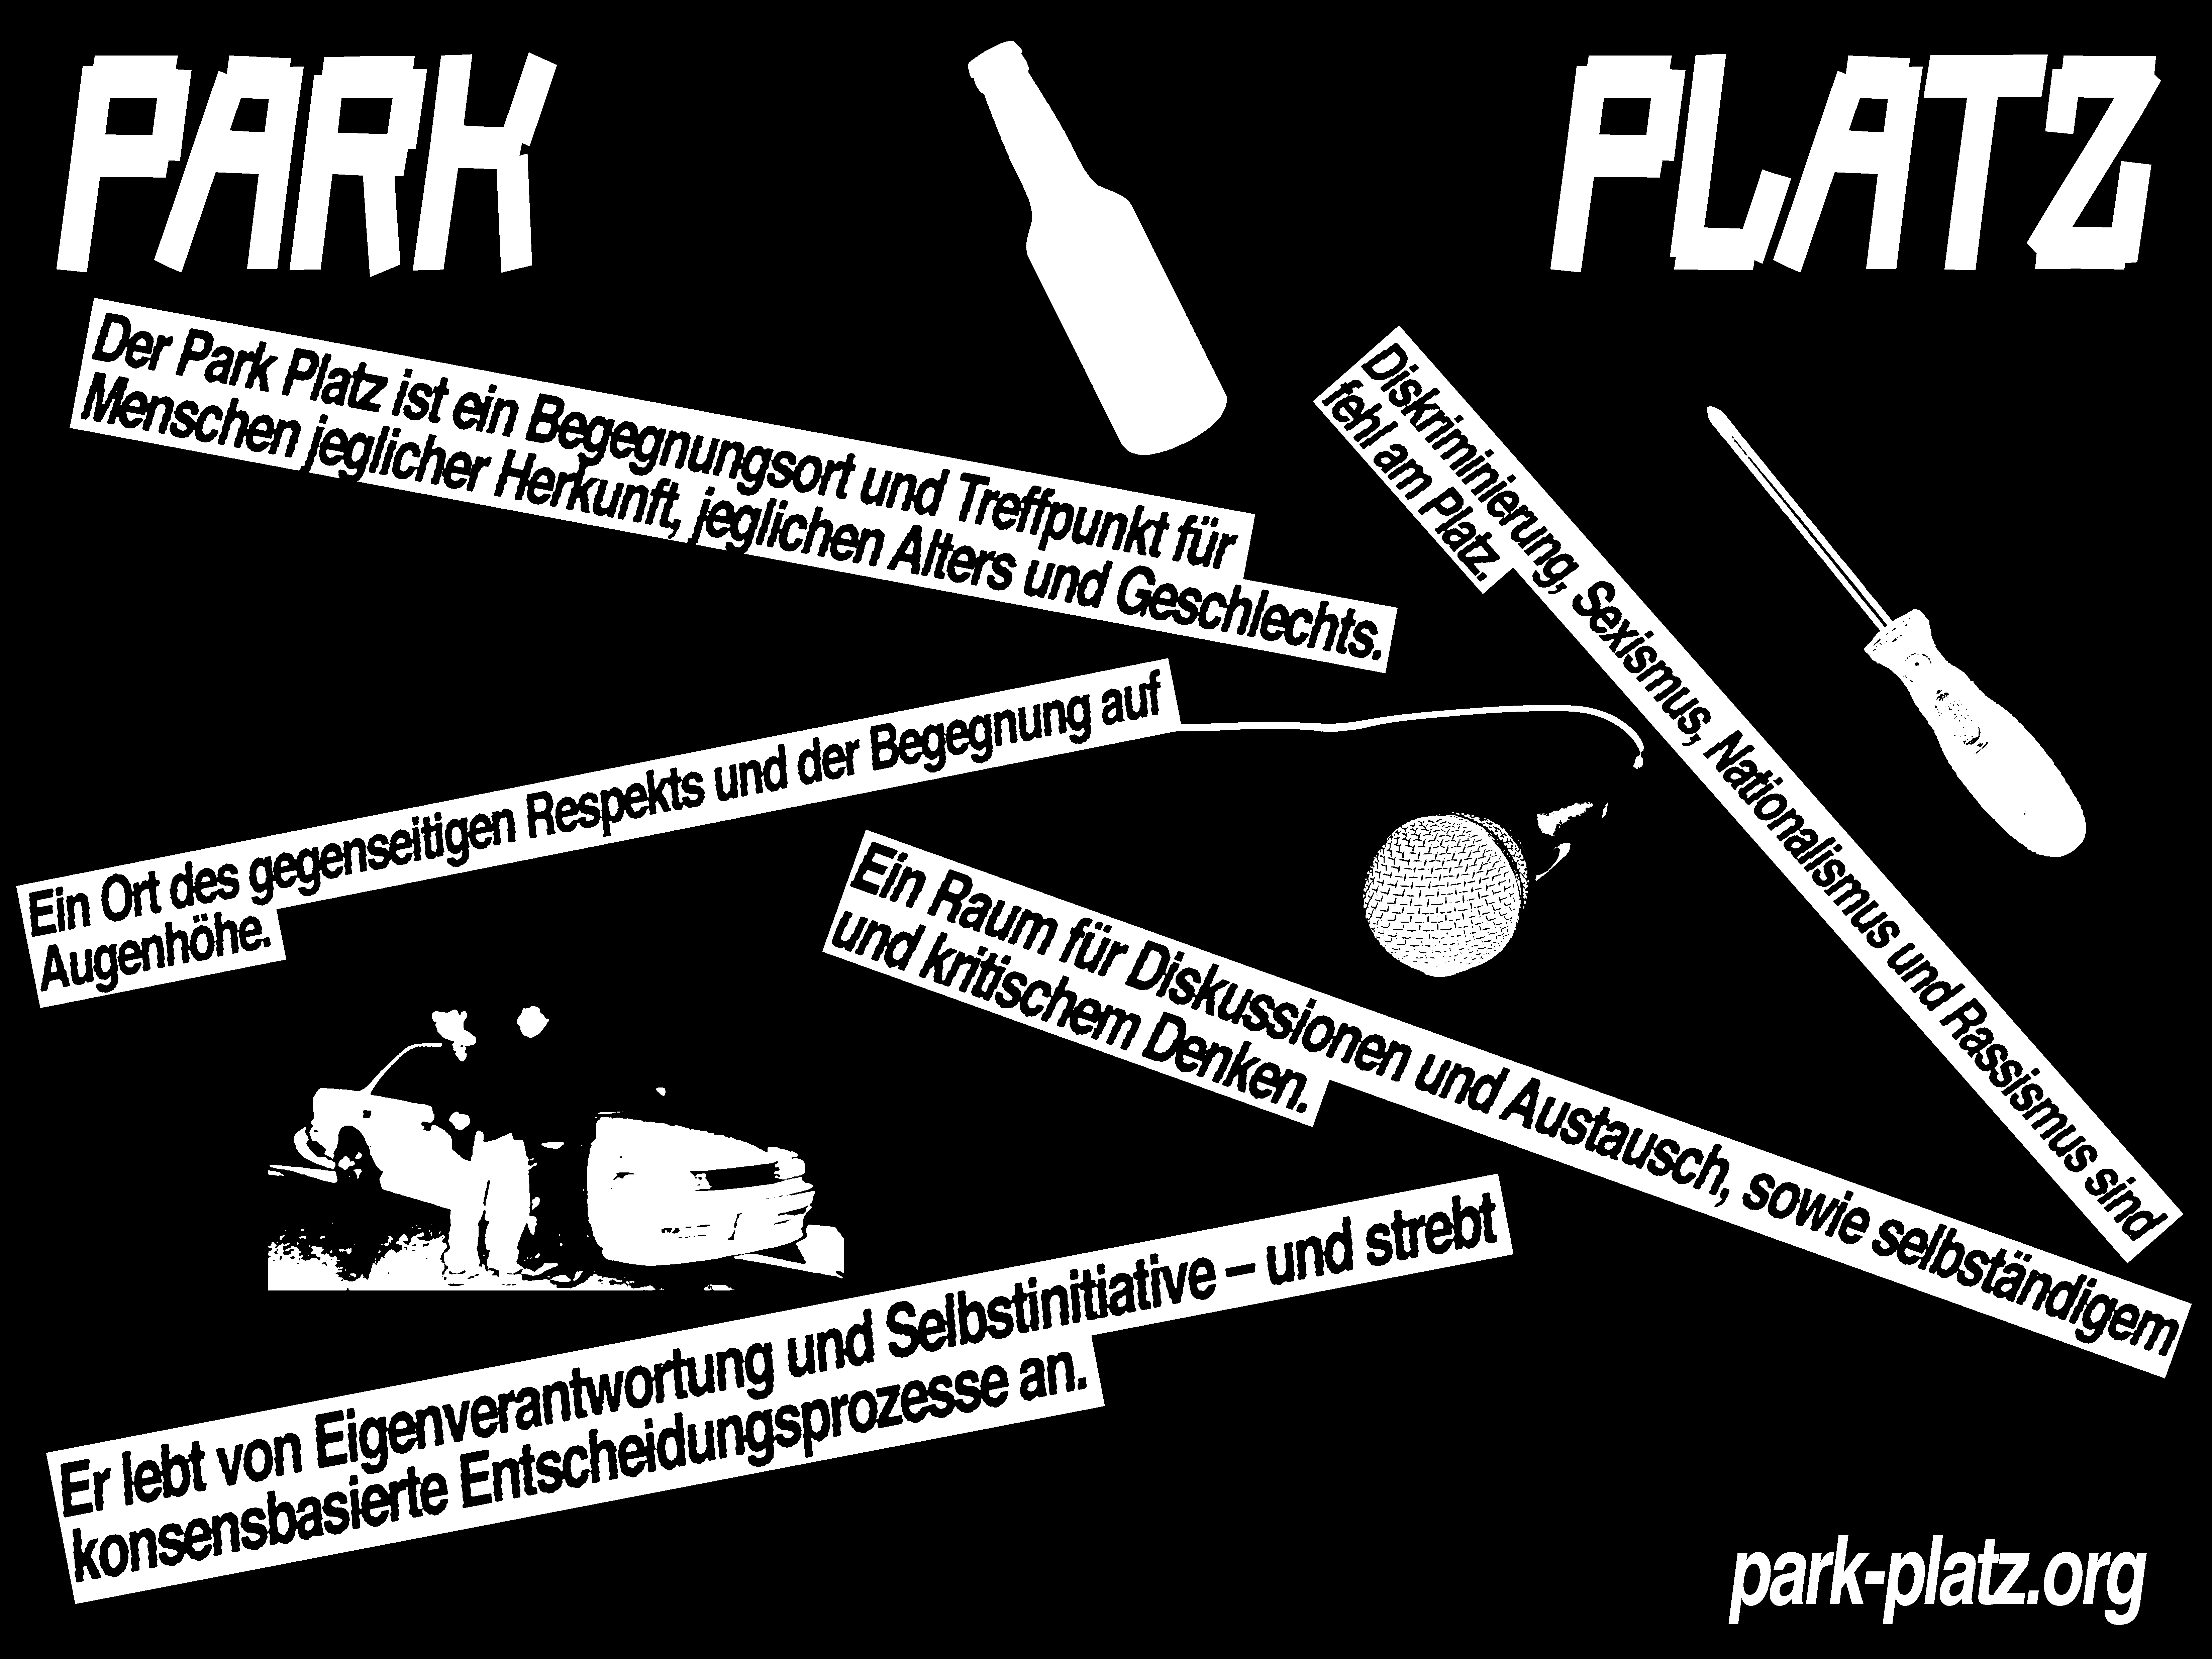 PARK PLATZ
Der Park Platz ist ein Begegnungsort und Treffpunkt für
Menschen jeglicher Herkunft, jeglichen Alters und Geschlechts.
Diskriminierung, Sexismus, Nationalismus und Rassismus sind
fehl am Platz.
Ein Ort des gegenseitigen Respekts und der Begegnung auf
Augenhöhe.
Ein Raum für Diskussionen und Austausch, sowie selbständigem
und kritischem Denken.
Er lebt von Eigenverantwortung und Selbstinitiative – und strebt
konsensbasierte Entscheidungsprozesse an.
park-platz.org